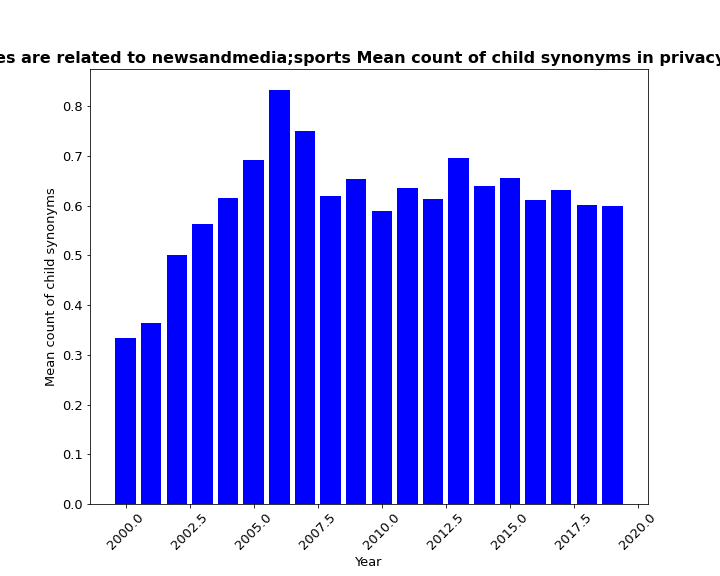 es are related to newsandmedia;sports Mean count of child synonyms in privacy
0.8
0.7
0.6
0.5
0.4
0.3
0.2
0.1
0.0
Mean count of child synonyms
2000.0 2002.5 2005.0 2007.5 2010.0 2012.5 2015.0 2017.5 2020.0
Year